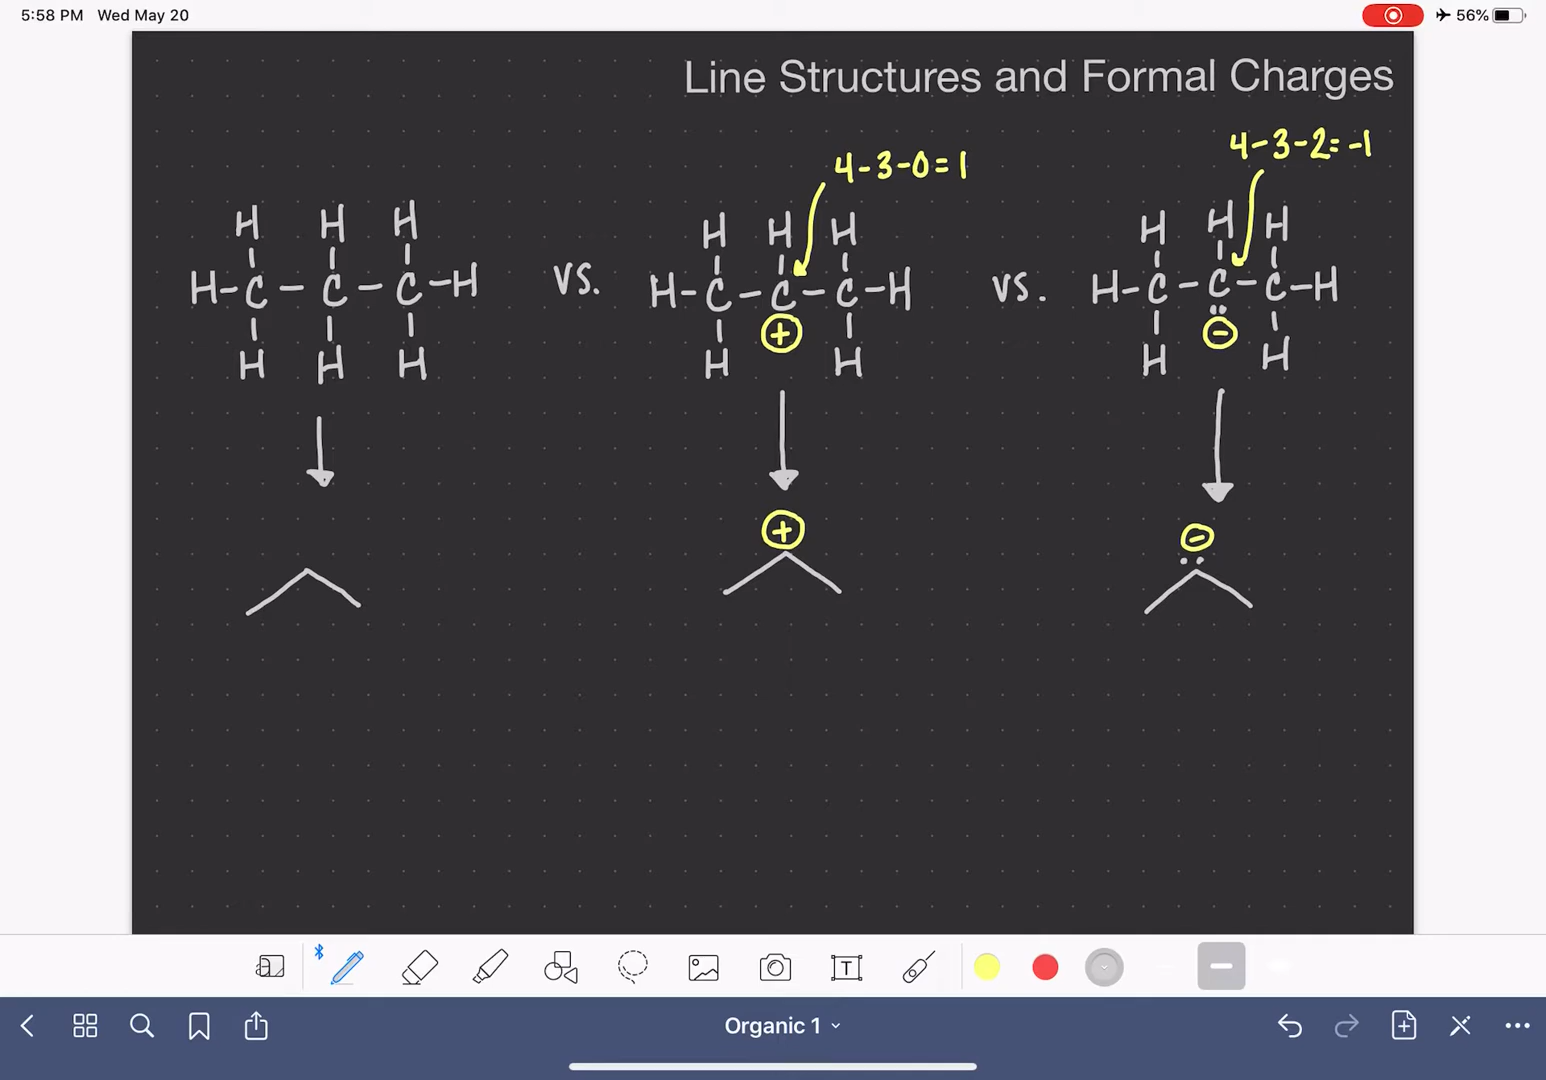 5:58 PM Wed May 20
56%
Line Structures and Formal Charges
4-3-0=1
4-3-2=-1
H H H
H-C-C-C-H
H H H
vs.
H H H
H-C-C-C-H
⊕
H H
vs.
H H H
H-C-C̤-C-H
⊖
H H
⊕
⊖
T
Organic 1